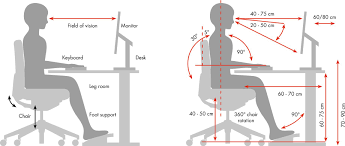 Field of vision
Monitor
Keyboard
Desk
Leg room
Chair
Foot support
40 - 75 cm
20 - 50 cm
60/80 cm
30°
5°
90°
60 - 70 cm
40 - 50 cm
360° chair
rotation
90°
60 - 75 cm
70 - 90 cm